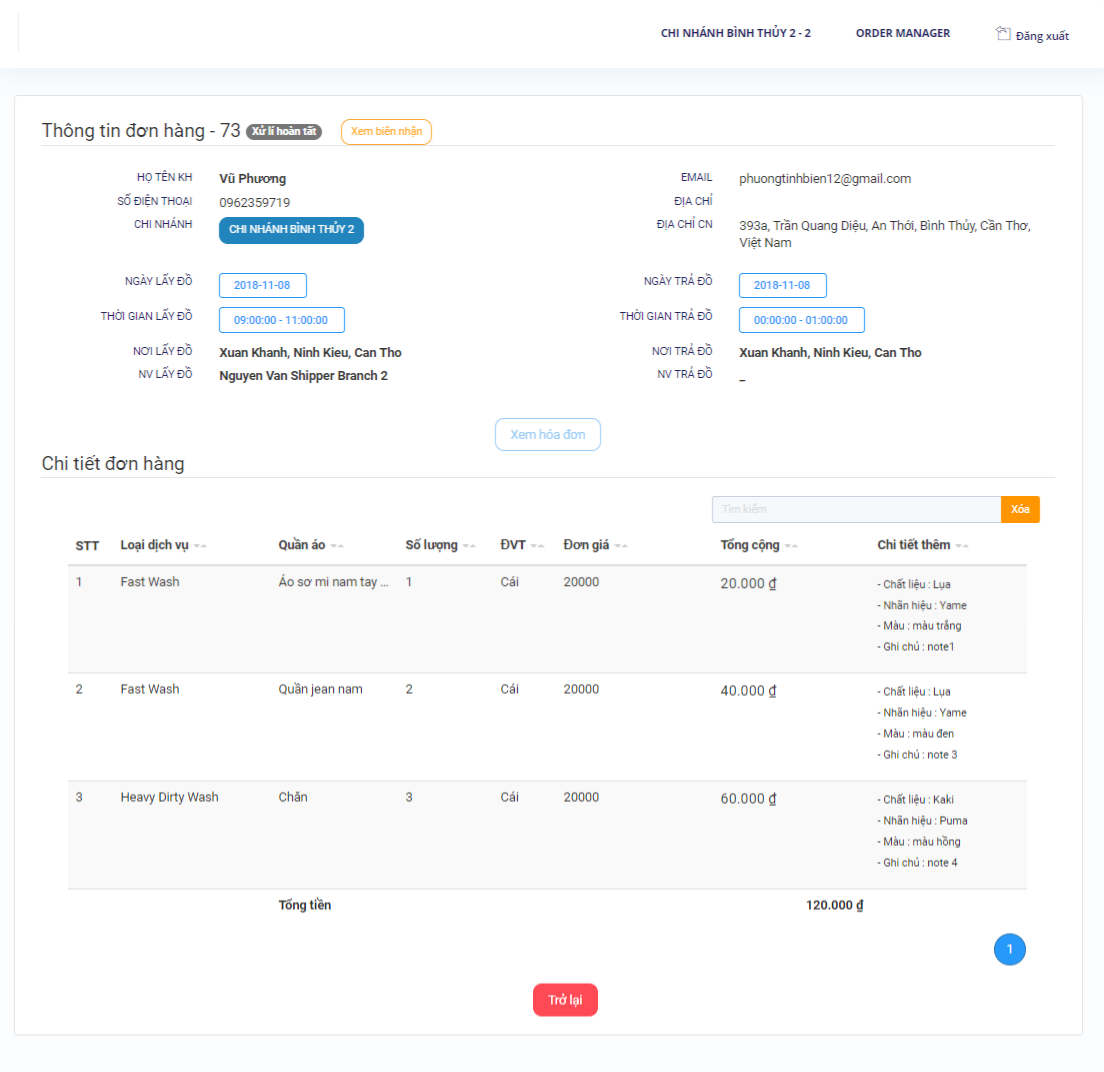 CHI NHÁNH BÌNH THỦY 2 - 2 ORDER MANAGER Đăng xuất
Thông tin đơn hàng - 73 Xử lí hoàn tất Xem biên nhận
HỌ TÊN KH Vũ Phương EMAIL phuongtinhbien12@gmail.com
SỐ ĐIỆN THOẠI 0962359719 ĐỊA CHỈ
CHI NHÁNH CHI NHÁNH BÌNH THỦY 2 ĐỊA CHỈ CN 393a, Trần Quang Diệu, An Thới, Bình Thủy, Cần Thơ,
Việt Nam
NGÀY LẤY ĐỒ 2018-11-08 NGÀY TRẢ ĐỒ 2018-11-08
THỜI GIAN LẤY ĐỒ 09:00:00 - 11:00:00 THỜI GIAN TRẢ ĐỒ 00:00:00 - 01:00:00
NƠI LẤY ĐỒ Xuan Khanh, Ninh Kieu, Can Tho NƠI TRẢ ĐỒ Xuan Khanh, Ninh Kieu, Can Tho
NV LẤY ĐỒ Nguyen Van Shipper Branch 2 NV TRẢ ĐỒ _
Xem hóa đơn
Chi tiết đơn hàng
Tìm kiếm Xóa
STT Loại dịch vụ Quần áo Số lượng ĐVT Đơn giá Tổng cộng Chi tiết thêm
1 Fast Wash Áo sơ mi nam tay ... 1 Cái 20000 20.000 ₫ - Chất liệu : Lụa
- Nhãn hiệu : Yame
- Màu : màu trắng
- Ghi chú : note1
2 Fast Wash Quần jean nam 2 Cái 20000 40.000 ₫ - Chất liệu : Lụa
- Nhãn hiệu : Yame
- Màu : màu đen
- Ghi chú : note 3
3 Heavy Dirty Wash Chăn 3 Cái 20000 60.000 ₫ - Chất liệu : Kaki
- Nhãn hiệu : Puma
- Màu : màu hồng
- Ghi chú : note 4
Tổng tiền 120.000 ₫
1
Trở lại